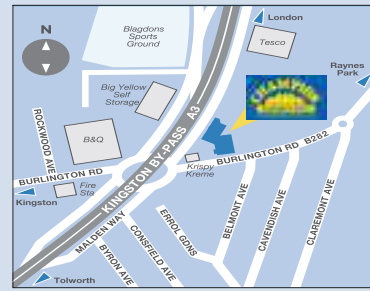 Blagdons
Sports
Ground
London
N
Tesco
Raynes
Park
Big Yellow
Self
Storage
CHAMPIONS
KINGSTON BY-PASS A3
ROCKWOOD AVE
B&Q
BURLINGTON RD B282
Krispy
Kreme
BURLINGTON RD
Fire
Sta
Kingston
MALDEN WAY
BYRON AVE
CONSFIELD AVE
ERROL GDNS
BELMONT AVE
CAVENDISH AVE
CLAREMONT AVE
Tolworth